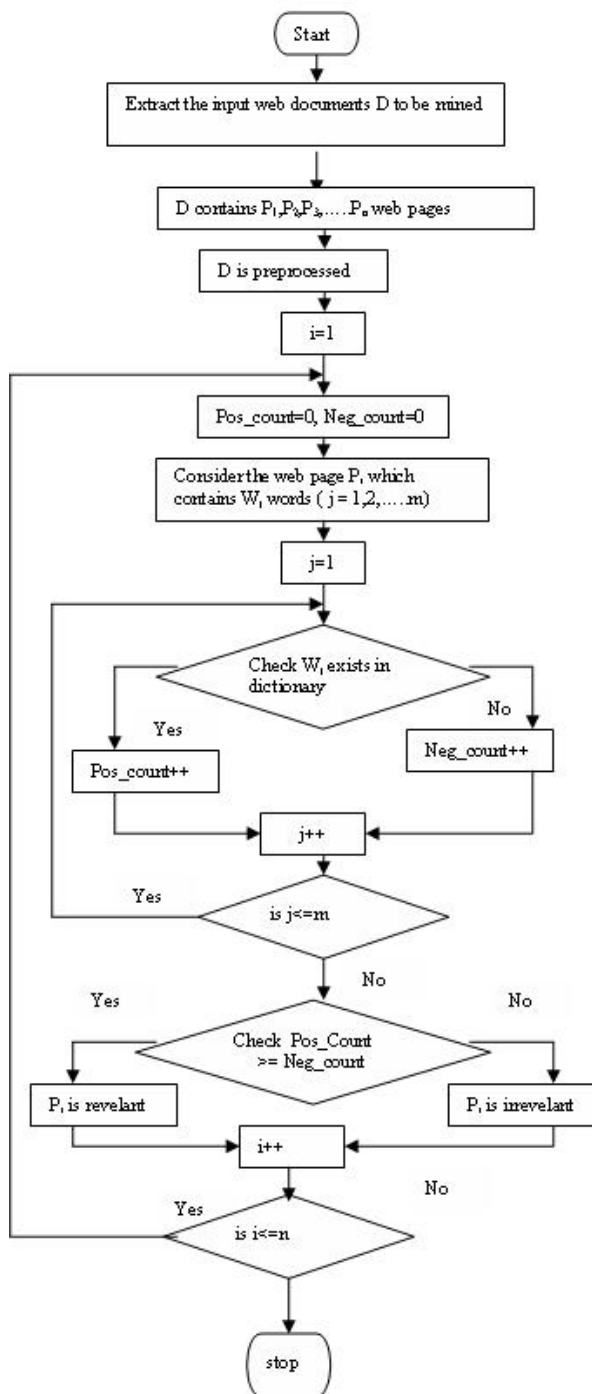 Start
Extract the input web documents D to be mined
D contains P₁,P₂,P₃,.....Pₙ web pages
D is preprocessed
i=1
Pos_count=0, Neg_count=0
Consider the web page Pᵢ which
contains Wⱼ words ( j = 1,2,.....m)
j=1
Check Wⱼ exists in
dictionary
Yes
No
Pos_count++
Neg_count++
j++
Yes
is j<=m
No
Yes
No
Check Pos_Count
>= Neg_count
Pᵢ is revelant
Pᵢ is irrevelant
i++
Yes
No
is i<=n
stop